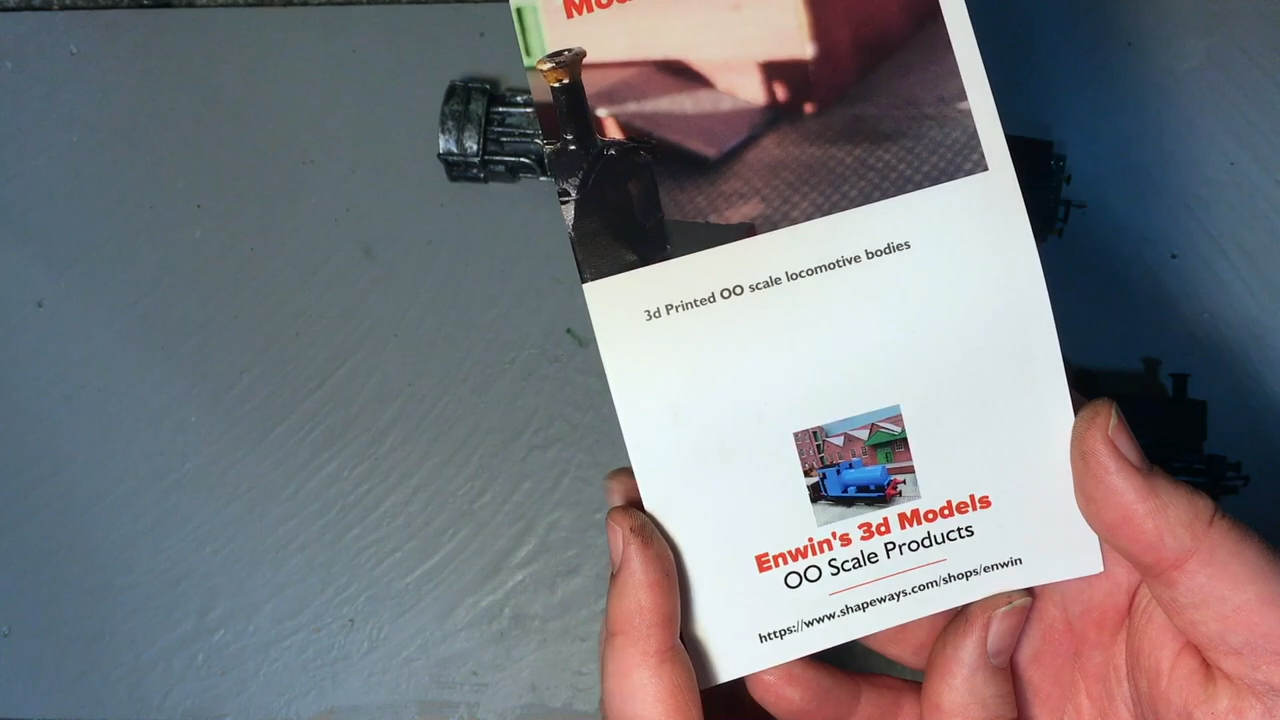 3d Printed OO scale locomotive bodies
Enwin's 3d Models
OO Scale Products
https://www.shapeways.com/shops/enwin